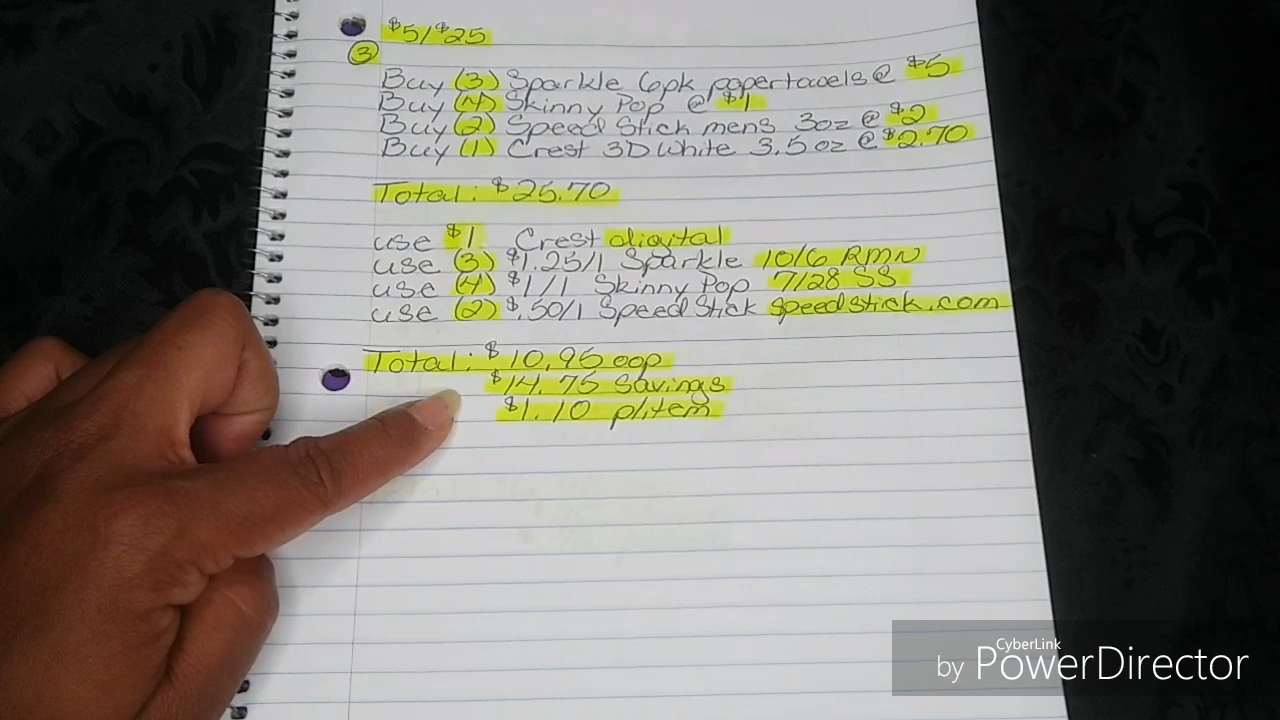 $5/$25
3
Buy (3) Sparkle 6pk papertowels @ $5
Buy (4) Skinny Pop @ $1
Buy (2) Speed Stick mens 3oz @ $2
Buy (1) Crest 3D White 3.5 oz @ $2.70
Total: $25.70
use $1 Crest digital
use (3) $1.25/1 Sparkle 10/6 RMN
use (4) $1/1 Skinny Pop 7/28 SS
use (2) $.50/1 Speed Stick speedstick.com
Total: $10.95 oop
$14.75 Savings
$1.10 p/item
CyberLink
by PowerDirector